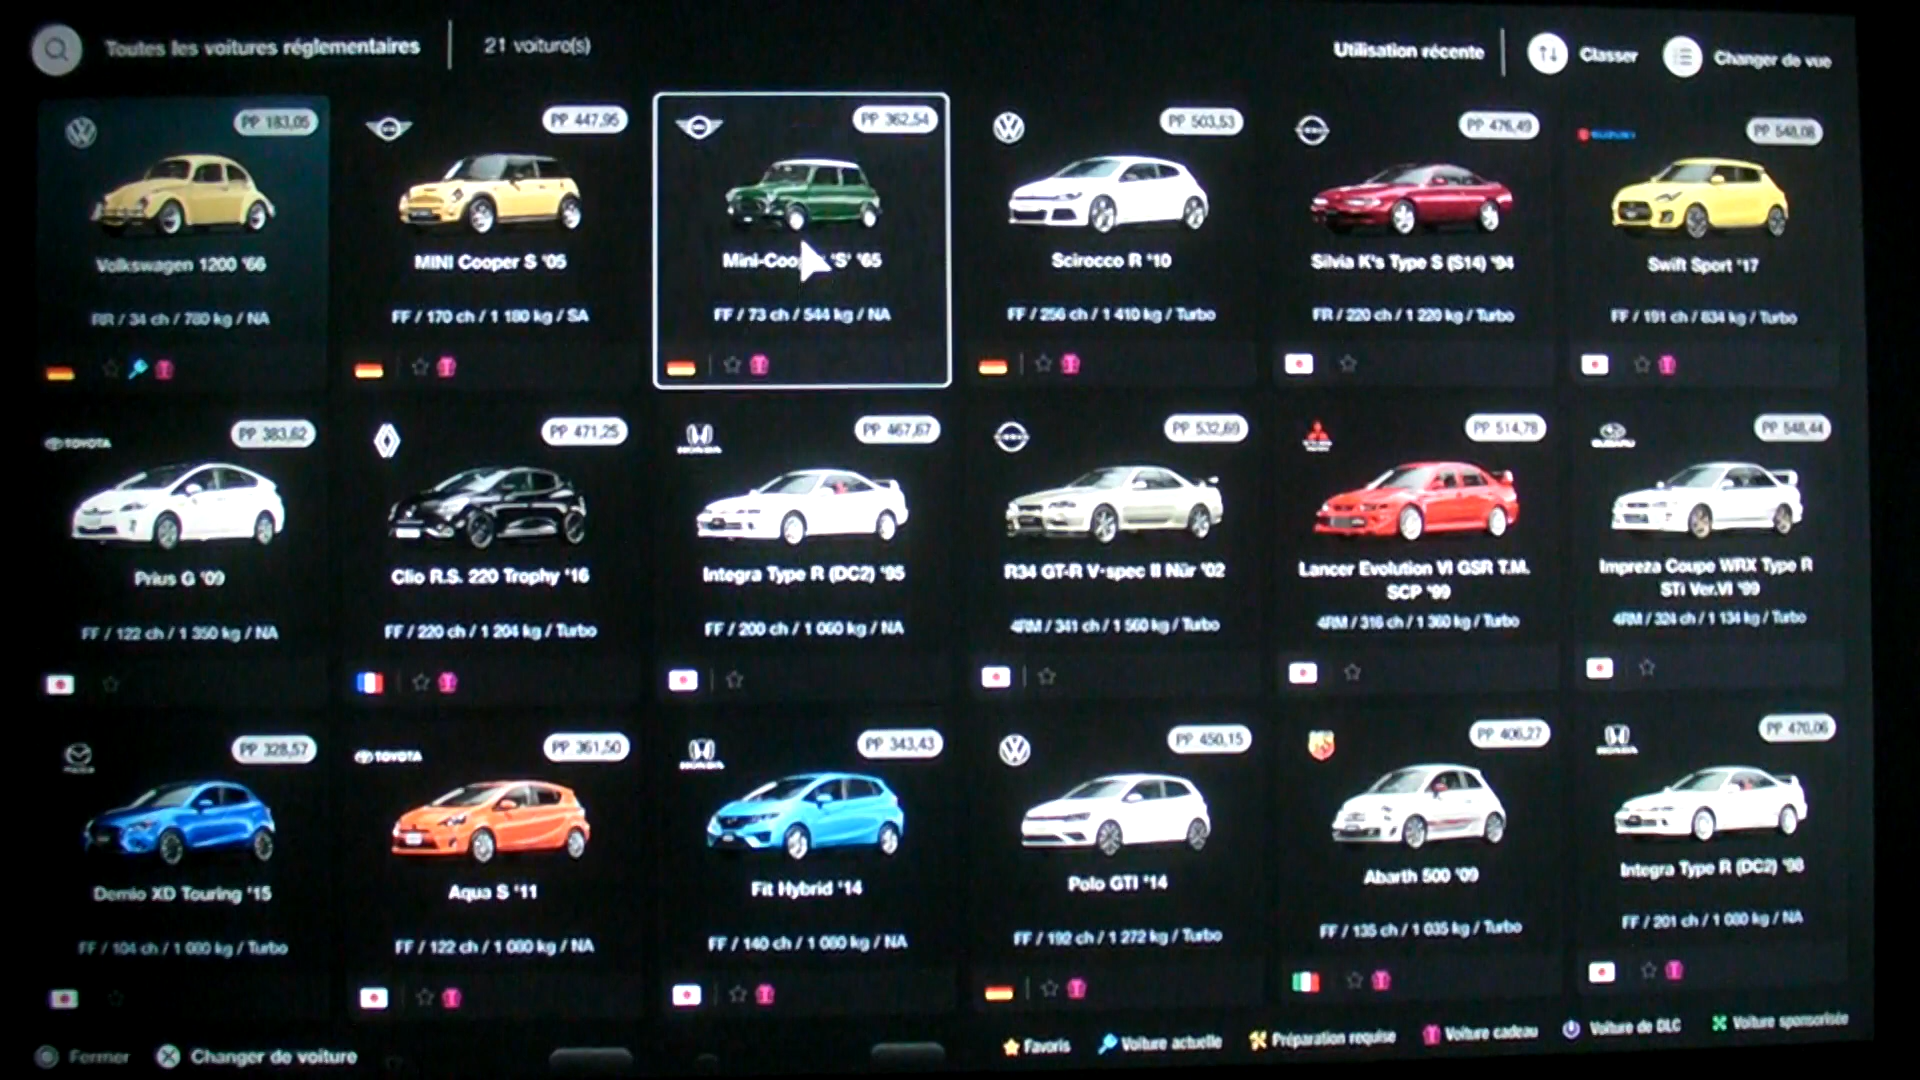 Toutes les voitures réglementaires
21 voiture(s)
Utilisation récente
Classer
Changer de vue
PP 183,05
Volkswagen 1200 '66
RR / 34 ch / 780 kg / NA
PP 447,95
MINI Cooper S '05
FF / 170 ch / 1 180 kg / SA
PP 362,54
Mini-Coo 'S' '65
FF / 73 ch / 544 kg / NA
PP 503,53
Scirocco R '10
FF / 256 ch / 1 410 kg / Turbo
PP 476,49
Silvia K's Type S (S14) '94
FR / 220 ch / 1 220 kg / Turbo
SUZUKI
PP 548,08
Swift Sport '17
FF / 191 ch / 834 kg / Turbo
TOYOTA
PP 383,62
Prius G '09
FF / 122 ch / 1 350 kg / NA
PP 471,25
Clio R.S. 220 Trophy '16
FF / 220 ch / 1 204 kg / Turbo
HONDA
PP 467,67
Integra Type R (DC2) '95
FF / 200 ch / 1 060 kg / NA
PP 532,69
R34 GT-R V·spec II Nür '02
4RM / 341 ch / 1 560 kg / Turbo
PP 514,78
Lancer Evolution VI GSR T.M.
SCP '99
4RM / 316 ch / 1 360 kg / Turbo
SUBARU
PP 548,44
Impreza Coupe WRX Type R
STi Ver.VI '99
4RM / 324 ch / 1 134 kg / Turbo
PP 328,57
Demio XD Touring '15
FF / 104 ch / 1 080 kg / Turbo
TOYOTA
PP 361,50
Aqua S '11
FF / 122 ch / 1 080 kg / NA
HONDA
PP 343,43
Fit Hybrid '14
FF / 140 ch / 1 080 kg / NA
PP 450,15
Polo GTI '14
FF / 192 ch / 1 272 kg / Turbo
PP 406,27
Abarth 500 '09
FF / 135 ch / 1 035 kg / Turbo
HONDA
PP 470,06
Integra Type R (DC2) '98
FF / 201 ch / 1 080 kg / NA
Favoris
Voiture actuelle
Préparation requise
Voiture cadeau
Voiture de DLC
Voiture sponsorisée
Fermer
Changer de voiture